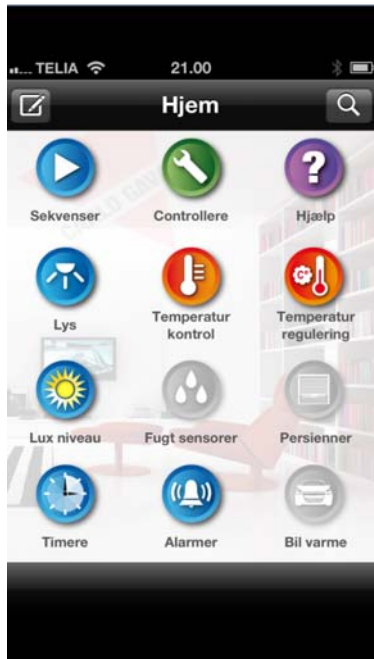 TELIA 21.00
Hjem
Sekvenser Controllere Hjælp
Lys Temperatur kontrol Temperatur regulering
Lux niveau Fugt sensorer Persienner
Timere Alarmer Bil varme